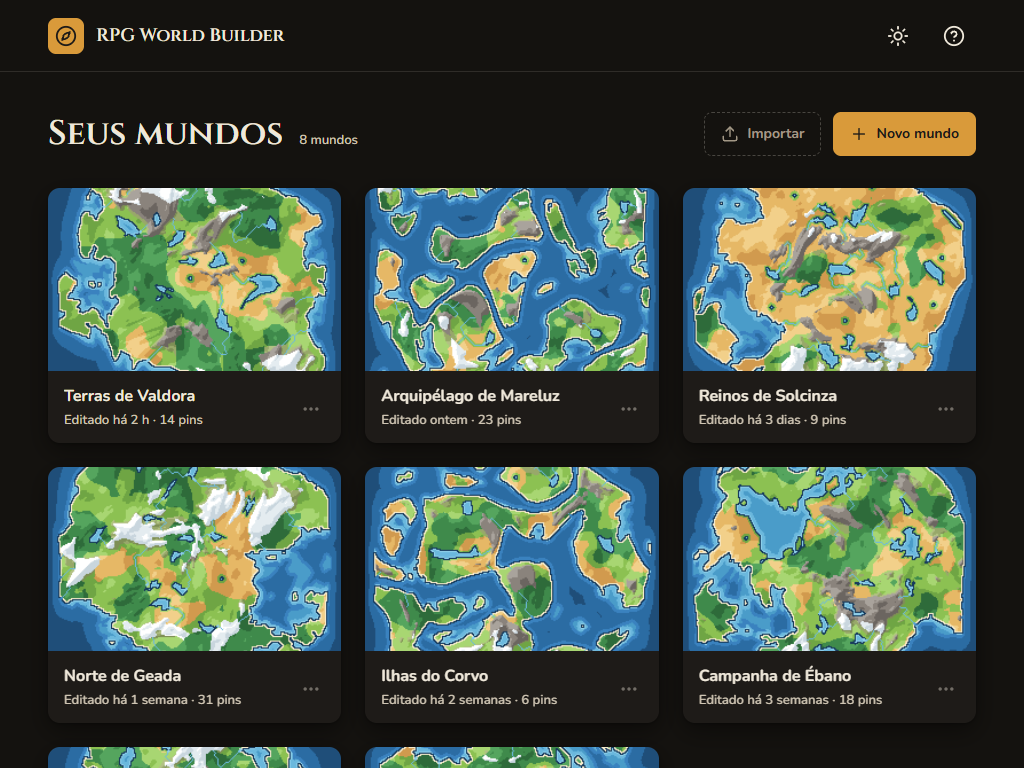 RPG World Builder
Seus mundos
8 mundos
Importar
Novo mundo
Terras de Valdora
Editado há 2 h · 14 pins
Arquipélago de Mareluz
Editado ontem · 23 pins
Reinos de Solcinza
Editado há 3 dias · 9 pins
Norte de Geada
Editado há 1 semana · 31 pins
Ilhas do Corvo
Editado há 2 semanas · 6 pins
Campanha de Ébano
Editado há 3 semanas · 18 pins